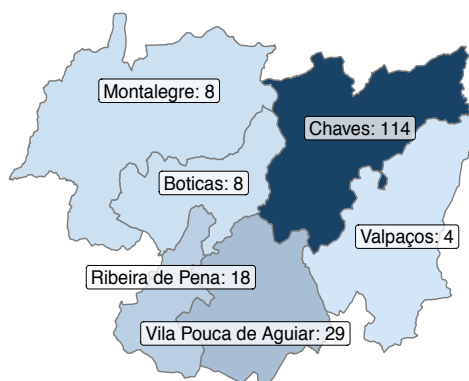 Montalegre: 8
Chaves: 114
Boticas: 8
Valpaços: 4
Ribeira de Pena: 18
Vila Pouca de Aguiar: 29